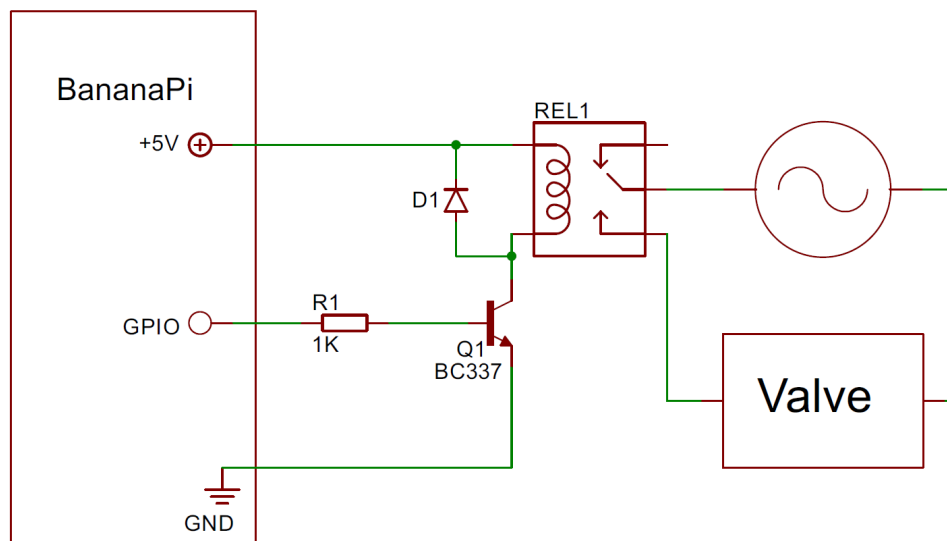 BananaPi
REL1
+5V
D1
R1
GPIO
1K
Q1
BC337
Valve
GND